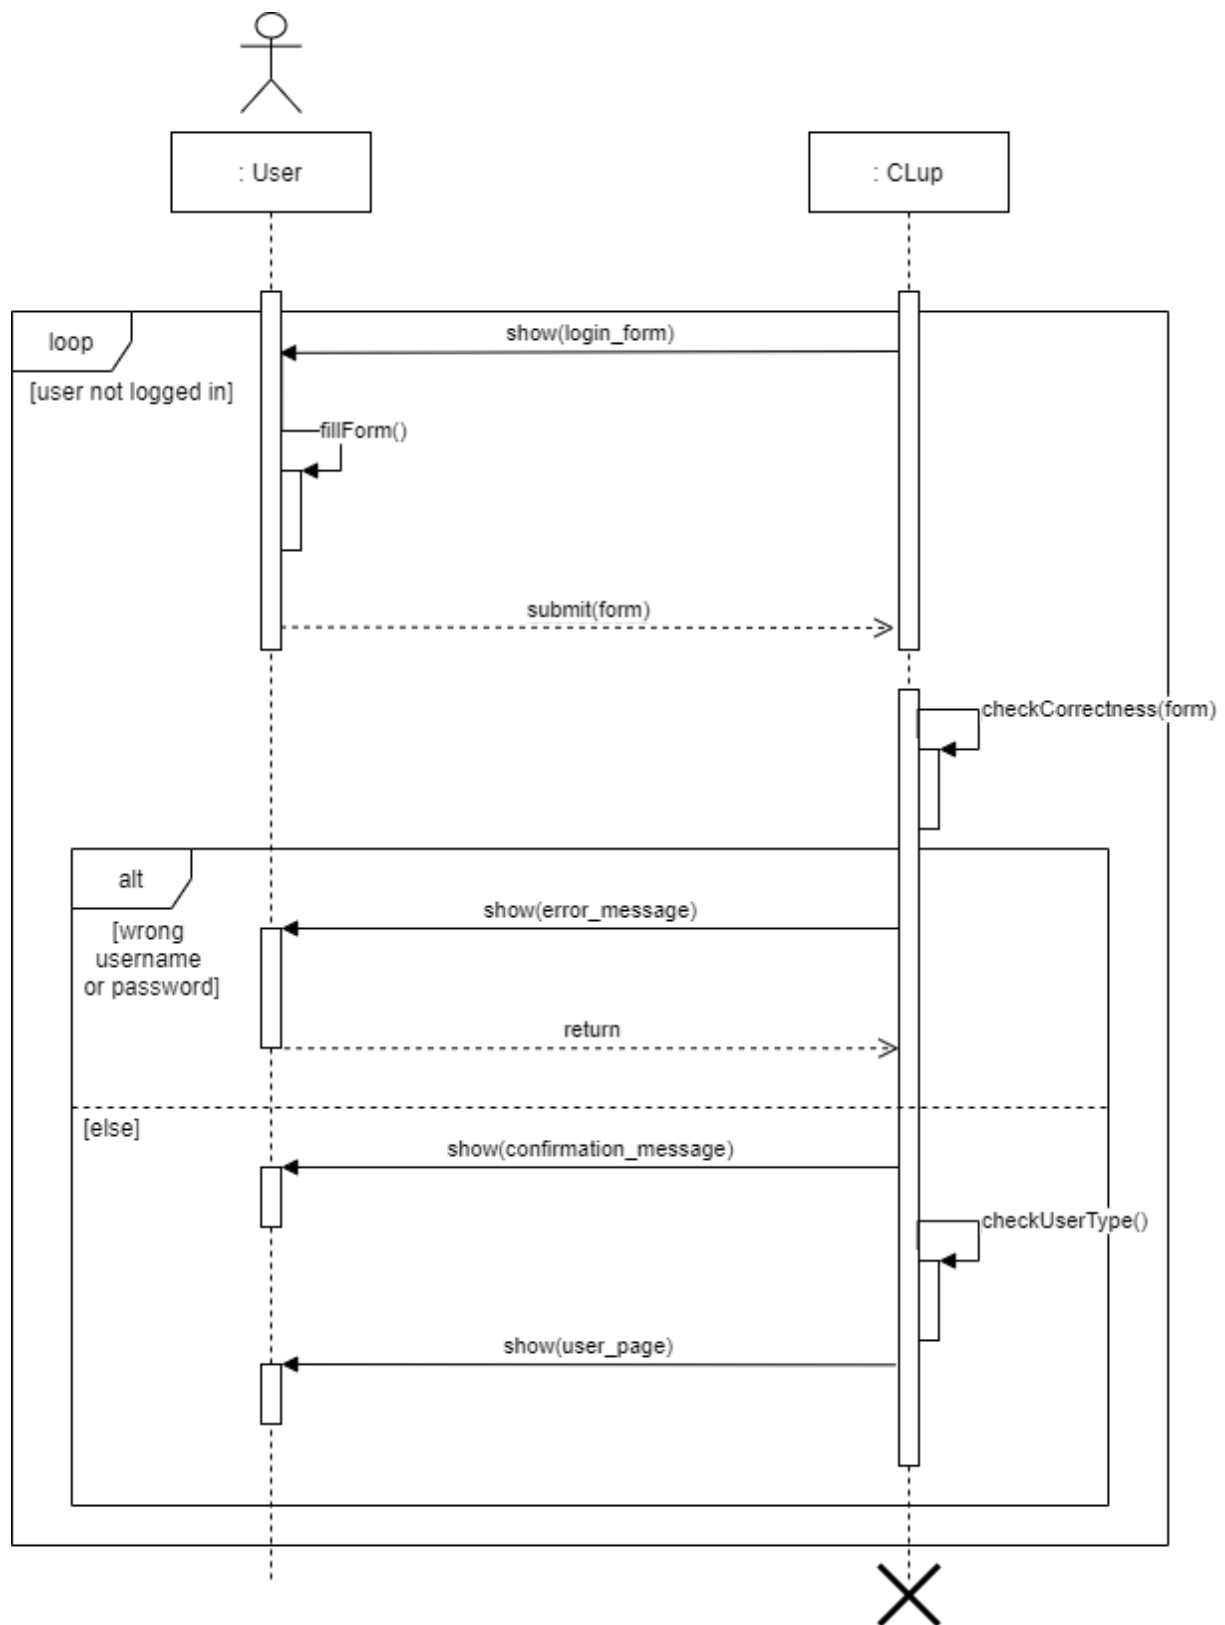 : User
: CLup
loop
show(login_form)
[user not logged in]
fillForm()
submit(form)
checkCorrectness(form)
alt
show(error_message)
[wrong
username
or password]
return
[else]
show(confirmation_message)
checkUserType()
show(user_page)